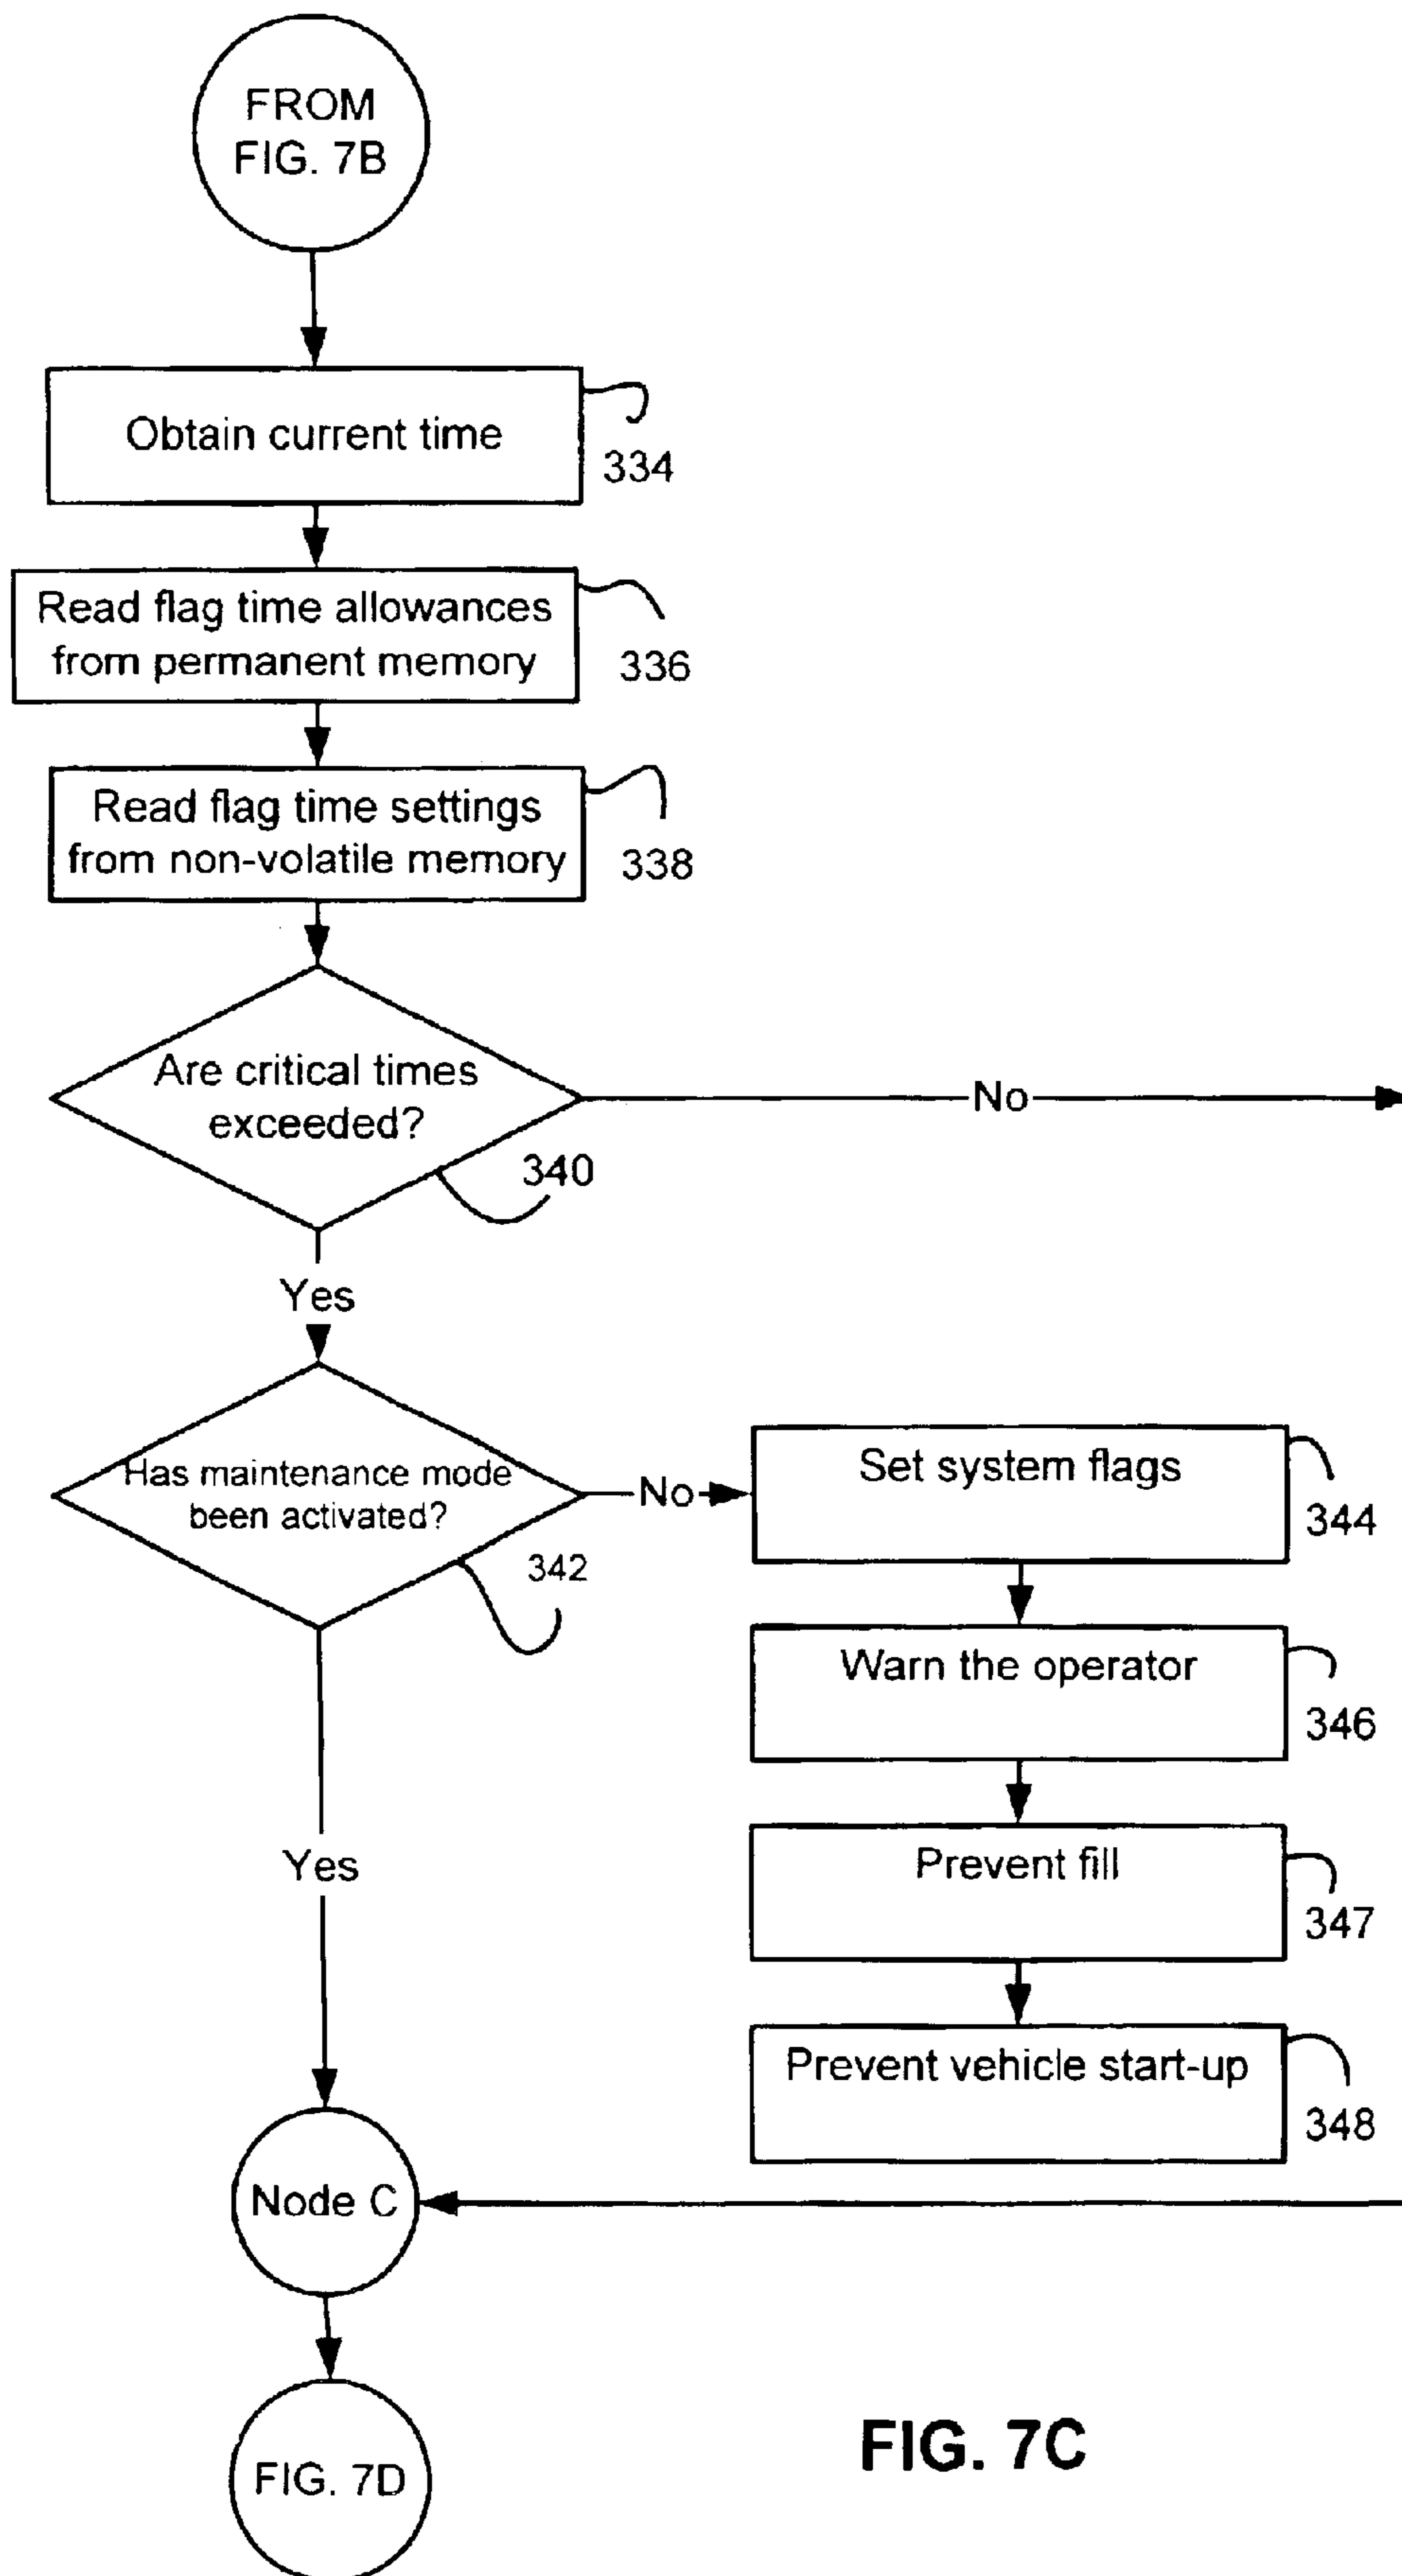 FROM
FIG. 7B
Obtain current time
334
Read flag time allowances
from permanent memory
336
Read flag time settings
from non-volatile memory
338
Are critical times
exceeded?
340
No
Yes
Has maintenance mode
been activated?
342
No
Set system flags
344
Warn the operator
346
Prevent fill
347
Prevent vehicle start-up
348
Yes
Node C
FIG. 7D
FIG. 7C